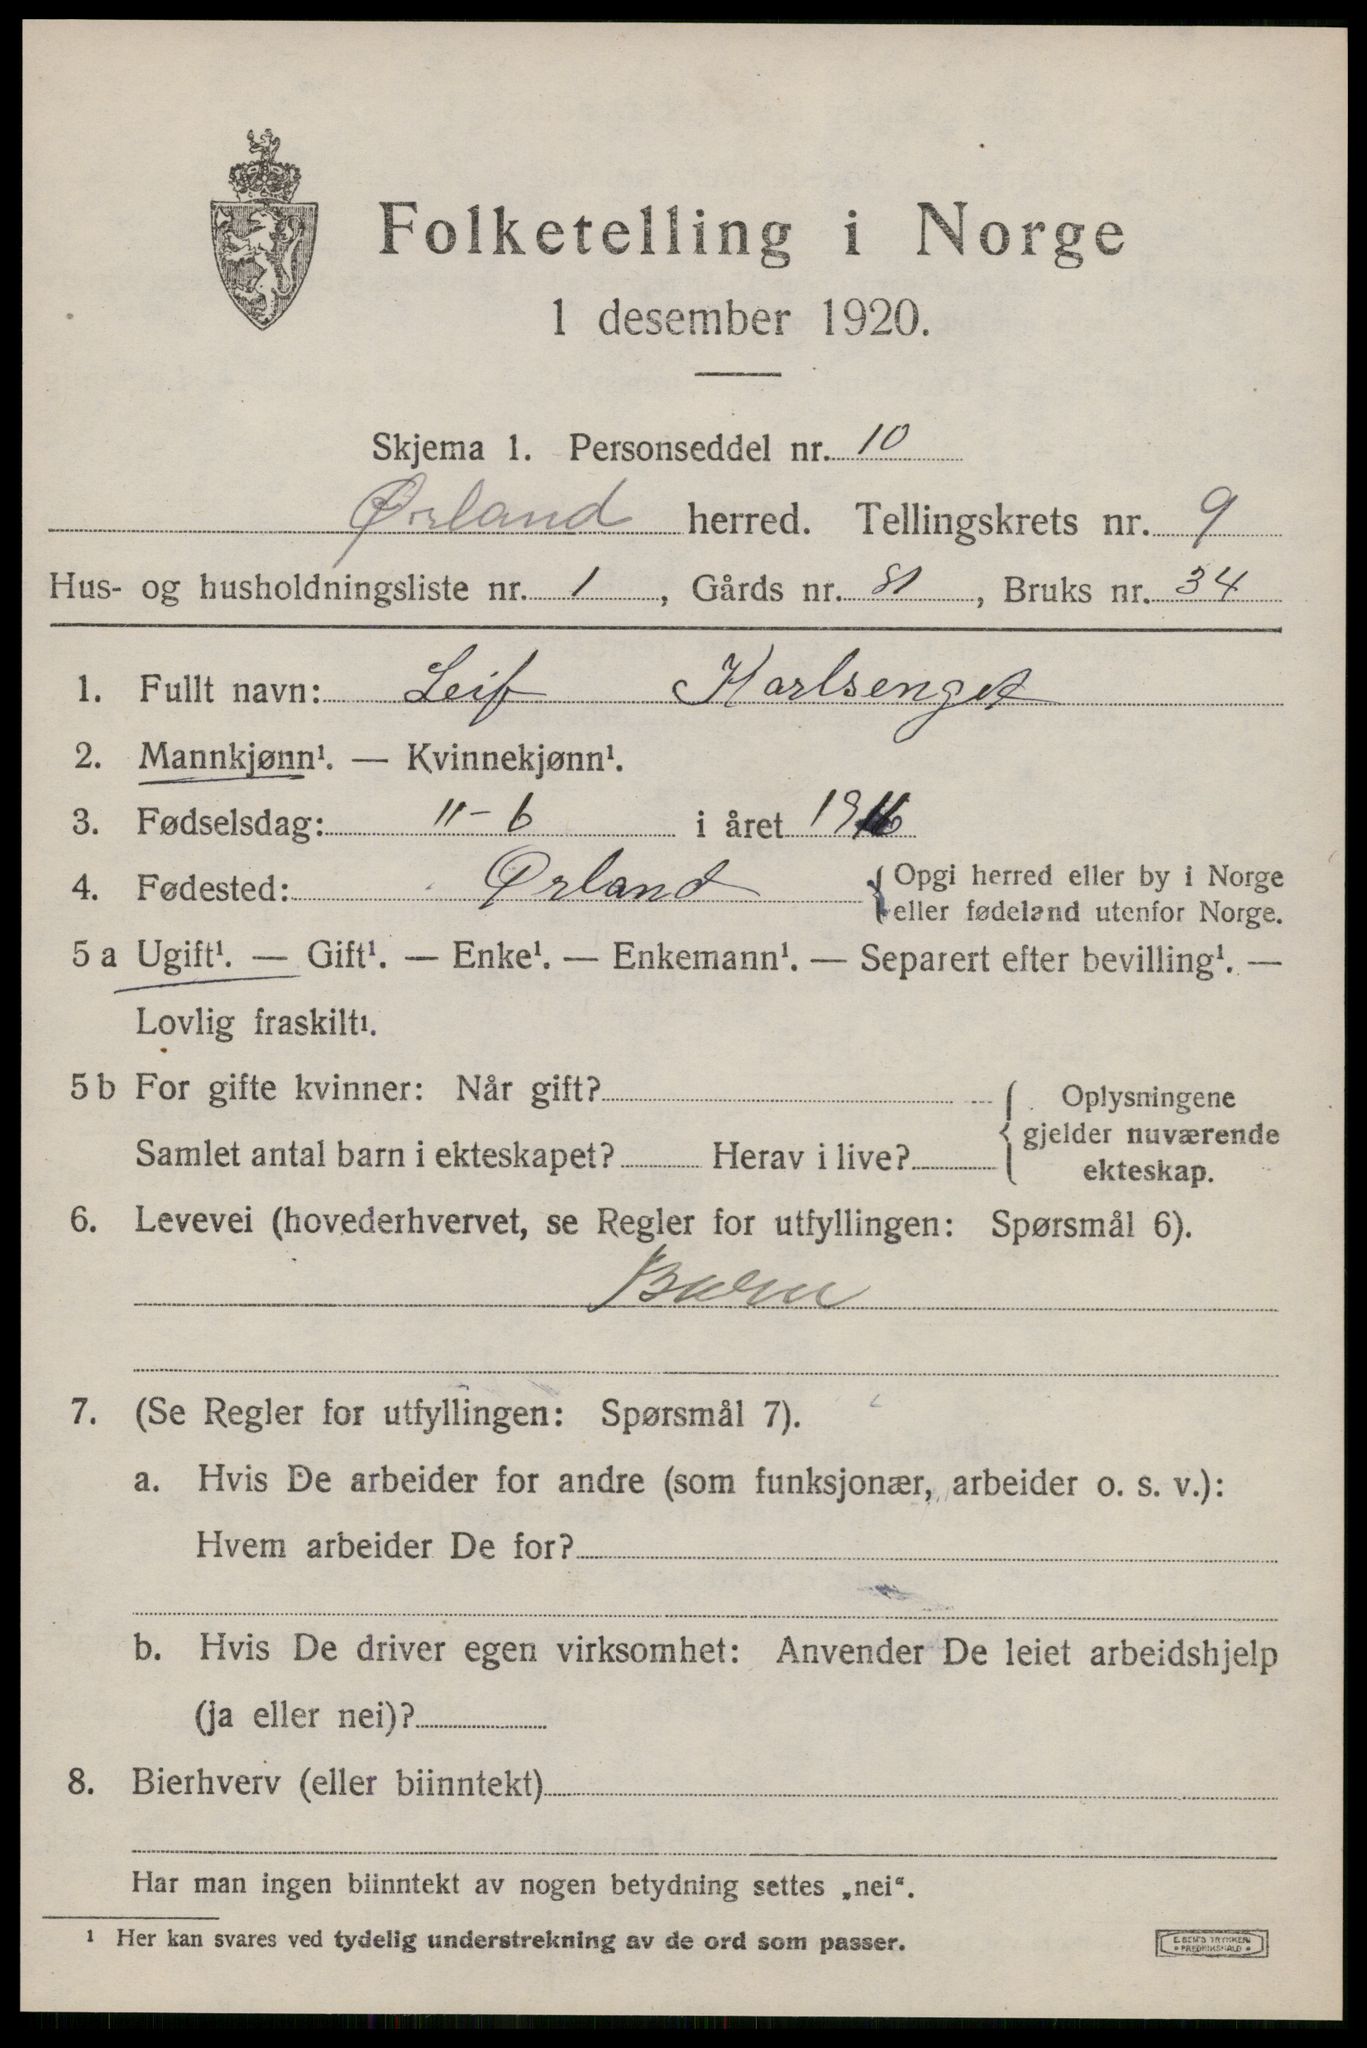 Folketelling i Norge
1 desember 1920.
Skjema 1. Personseddel nr. 10
Ørland herred. Tellingskrets nr. 9
Hus- og husholdningsliste nr. 1, Gårds nr. 81, Bruks nr. 34
1. Fullt navn: Leif Karlsenget
2. Mannkjønn¹. — Kvinnekjønn¹.
3. Fødselsdag: 11-6 i året 1916
4. Fødested: Ørland {Opgi herred eller by i Norge
eller fødeland utenfor Norge.
5 a Ugift¹. — Gift¹. — Enke¹. — Enkemann¹. — Separert efter bevilling¹. —
Lovlig fraskilt¹.
5 b For gifte kvinner: Når gift? { Oplysningene
gjelder nuværende
Samlet antal barn i ekteskapet? Herav i live?
ekteskap.
6. Levevei (hovederhvervet, se Regler for utfyllingen: Spørsmål 6).
Barn
7. (Se Regler for utfyllingen: Spørsmål 7).
a. Hvis De arbeider for andre (som funksjonær, arbeider o. s. v.):
Hvem arbeider De for?
b. Hvis De driver egen virksomhet: Anvender De leiet arbeidshjelp
(ja eller nei)?
8. Bierhverv (eller biinntekt)
Har man ingen biinntekt av nogen betydning settes „nei“.
¹ Her kan svares ved tydelig understrekning av de ord som passer.
E. SEM'S TRYKKERI
• FREDRIKSHALD •